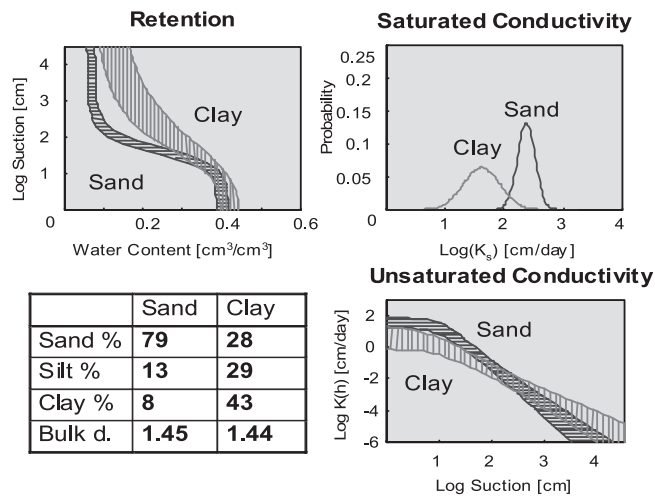 Retention
Log Suction [cm]
4
3
2
1
0
Clay
Sand
0.2
0.4
0.6
Water Content [cm³/cm³]
Saturated Conductivity
Probability
0.25
0.2
0.15
0.1
0.05
0
Sand
Clay
1
2
3
4
Log(Kₛ) [cm/day]
Sand Clay
Sand % 79 28
Silt % 13 29
Clay % 8 43
Bulk d. 1.45 1.44
Unsaturated Conductivity
Log K(h) [cm/day]
2
0
-2
-4
-6
Sand
Clay
1
2
3
4
Log Suction [cm]